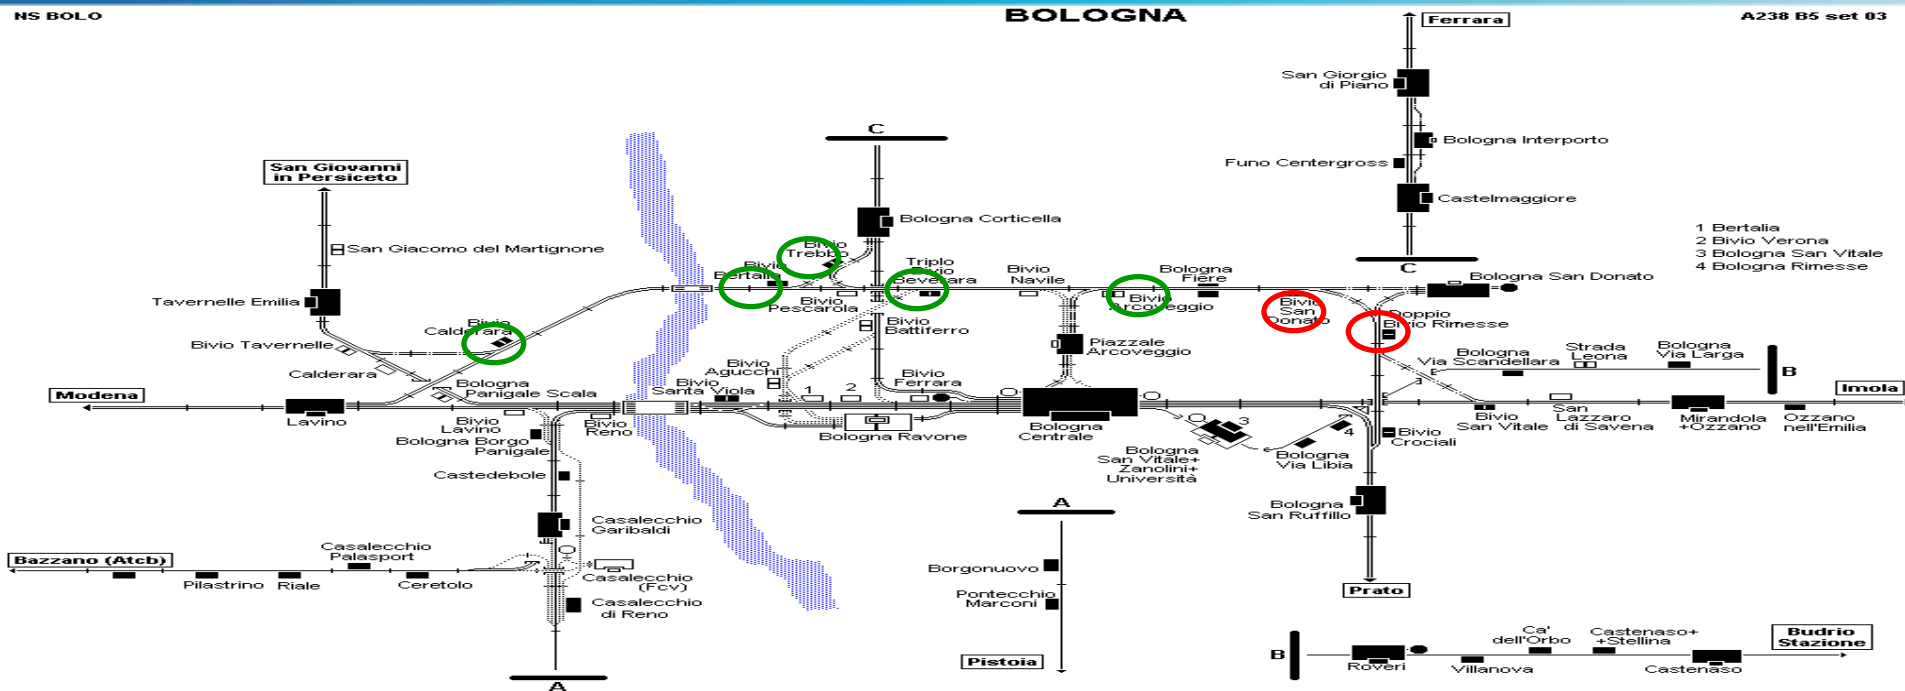 NS BOLO
BOLOGNA
A238 B5 set 03
Ferrara
San Giorgio
di Piano
Bologna Interporto
Funo Centergross
Castelmaggiore
C
C
San Giovanni
in Persiceto
San Giacomo del Martignone
Bologna Corticella
1 Bertalia
2 Bivio Verona
3 Bologna San Vitale
4 Bologna Rimesse
Bivio
Trebbo
Bivio
Bertalia
Triplo
Bivio
Beverara
Bivio
Navile
Bologna
Fiere
Bologna San Donato
Tavernelle Emilia
Bivio
Pescarola
Bivio
Arcoveggio
Bivio
San
Donato
Doppio
Bivio Rimesse
Bivio
Calderara
Bivio
Battiferro
Bivio Tavernelle
Piazzale
Arcoveggio
Strada
Leona
Bologna
Via Larga
Bologna
Via Scandellara
B
Calderara
Bivio
Agucchi
Bivio
Ferrara
Bologna
Panigale Scala
Bivio
Santa Viola
1
2
Modena
Imola
Lavino
Bivio
Lavino
Bivio
Reno
Bologna Ravone
Bologna
Centrale
3
4
Bivio
San Vitale
San
Lazzaro
di Savena
Mirandola
+Ozzano
Ozzano
nell'Emilia
Bivio
Crociali
Bologna Borgo
Panigale
Bologna
San Vitale+
Zanolini+
Università
Bologna
Via Libia
Castedebole
Casalecchio
Garibaldi
A
Bologna
San Ruffillo
Bazzano (Atcb)
Casalecchio
Palasport
Pilastrino
Riale
Ceretolo
Casalecchio
(Fcv)
Casalecchio
di Reno
Borgonuovo
Pontecchio
Marconi
Prato
Pistoia
A
B
Roveri
Villanova
Ca'
dell'Orbo
Castenaso+
+Stellina
Castenaso
Budrio
Stazione